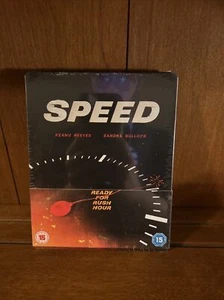 SPEED
KEANU REEVES SANDRA BULLOCK
READY
FOR
RUSH
HOUR
15 15